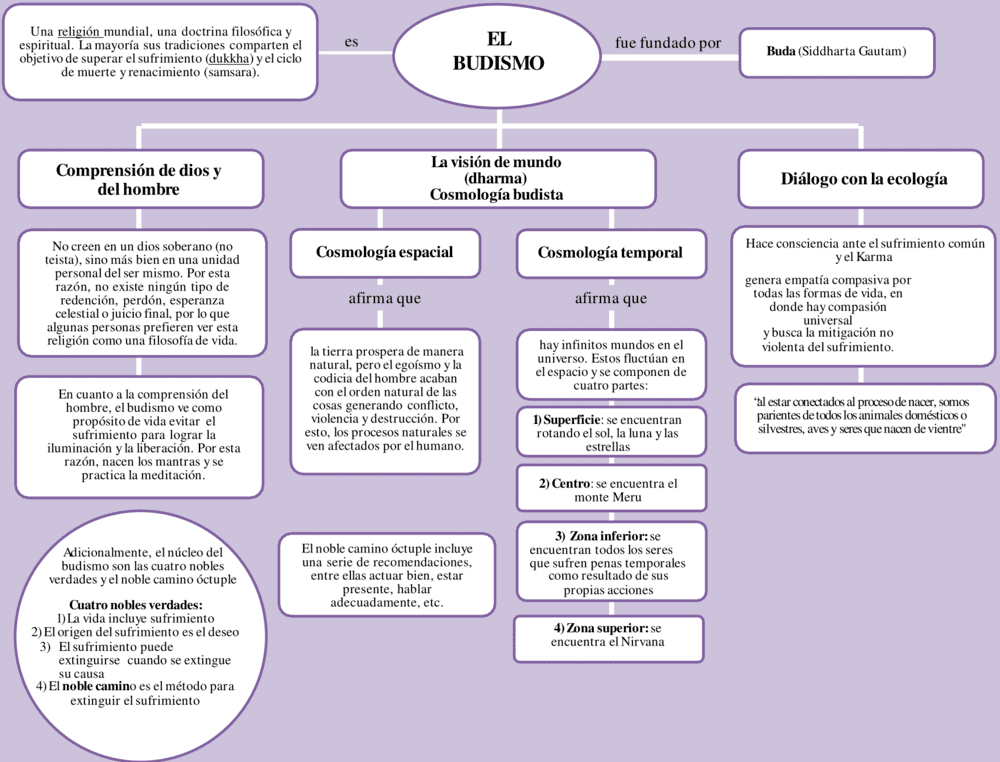 Una religión mundial, una doctrina filosófica y
espiritual. La mayoría sus tradiciones comparten el
objetivo de superar el sufrimiento (dukkha) y el ciclo
de muerte y renacimiento (samsara).
es
EL
BUDISMO
fue fundado por
Buda (Siddharta Gautam)
Comprensión de dios y
del hombre
No creen en un dios soberano (no
teista), sino más bien en una unidad
personal del ser mismo. Por esta
razón, no existe ningún tipo de
redención, perdón, esperanza
celestial o juicio final, por lo que
algunas personas prefieren ver esta
religión como una filosofía de vida.
En cuanto a la comprensión del
hombre, el budismo ve como
propósito de vida evitar el
sufrimiento para lograr la
iluminación y la liberación. Por esta
razón, nacen los mantras y se
practica la meditación.
Adicionalmente, el núcleo del
budismo son las cuatro nobles
verdades y el noble camino óctuple
Cuatro nobles verdades:
1) La vida incluye sufrimiento
2) El origen del sufrimiento es el deseo
3) El sufrimiento puede
extinguirse cuando se extingue
su causa
4) El noble camino es el método para
extinguir el sufrimiento
La visión de mundo
(dharma)
Cosmología budista
Cosmología espacial
afirma que
la tierra prospera de manera
natural, pero el egoísmo y la
codicia del hombre acaban
con el orden natural de las
cosas generando conflicto,
violencia y destrucción. Por
esto, los procesos naturales se
ven afectados por el humano.
El noble camino óctuple incluye
una serie de recomendaciones,
entre ellas actuar bien, estar
presente, hablar
adecuadamente, etc.
Cosmología temporal
afirma que
hay infinitos mundos en el
universo. Estos fluctúan en
el espacio y se componen de
cuatro partes:
1) Superficie: se encuentran
rotando el sol, la luna y las
estrellas
2) Centro: se encuentra el
monte Meru
3) Zona inferior: se
encuentran todos los seres
que sufren penas temporales
como resultado de sus
propias acciones
4) Zona superior: se
encuentra el Nirvana
Diálogo con la ecología
Hace consciencia ante el sufrimiento común
y el Karma
genera empatía compasiva por
todas las formas de vida, en
donde hay compasión
universal
y busca la mitigación no
violenta del sufrimiento.
"al estar conectados al proceso de nacer, somos
parientes de todos los animales domésticos o
silvestres, aves y seres que nacen de vientre"